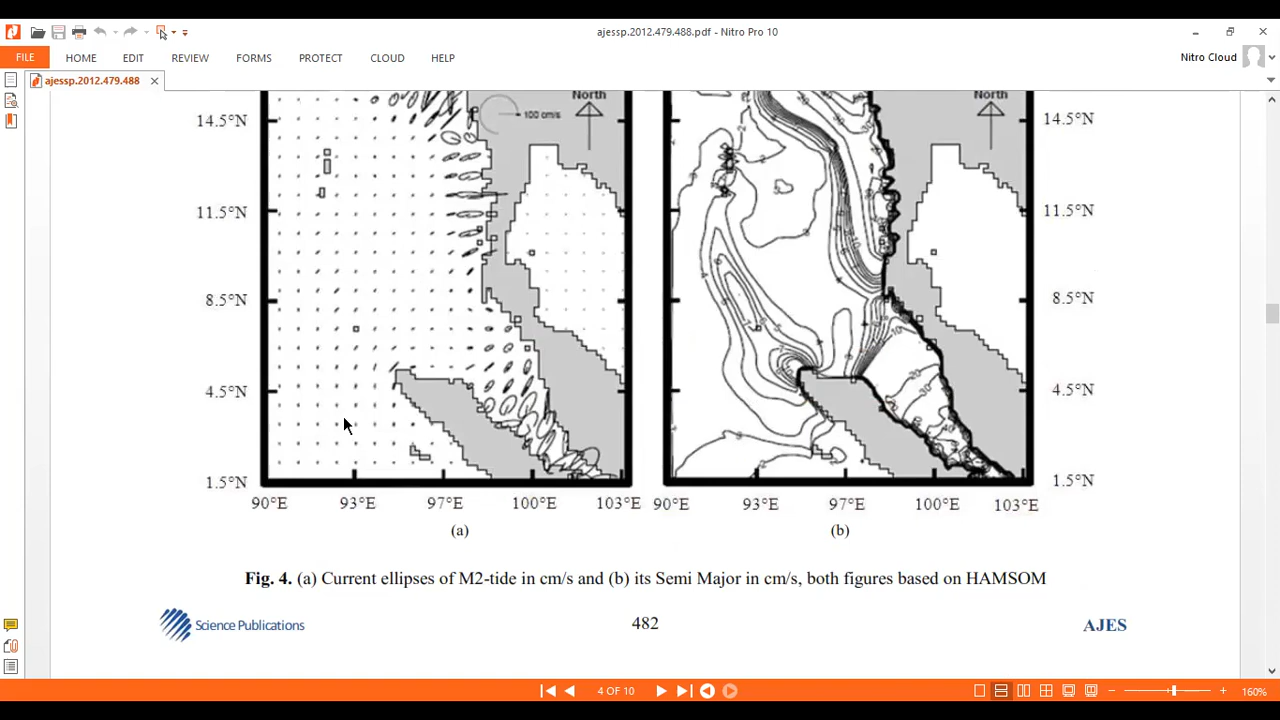 ajessp.2012.479.488.pdf - Nitro Pro 10
FILE HOME EDIT REVIEW FORMS PROTECT CLOUD HELP
Nitro Cloud
ajessp.2012.479.488
North
100 cm/s
14.5°N
11.5°N
8.5°N
4.5°N
1.5°N
90°E 93°E 97°E 100°E 103°E
(a)
North
14.5°N
11.5°N
8.5°N
4.5°N
1.5°N
90°E 93°E 97°E 100°E 103°E
(b)
Fig. 4. (a) Current ellipses of M2-tide in cm/s and (b) its Semi Major in cm/s, both figures based on HAMSOM
Science Publications
482
AJES
4 OF 10
160%